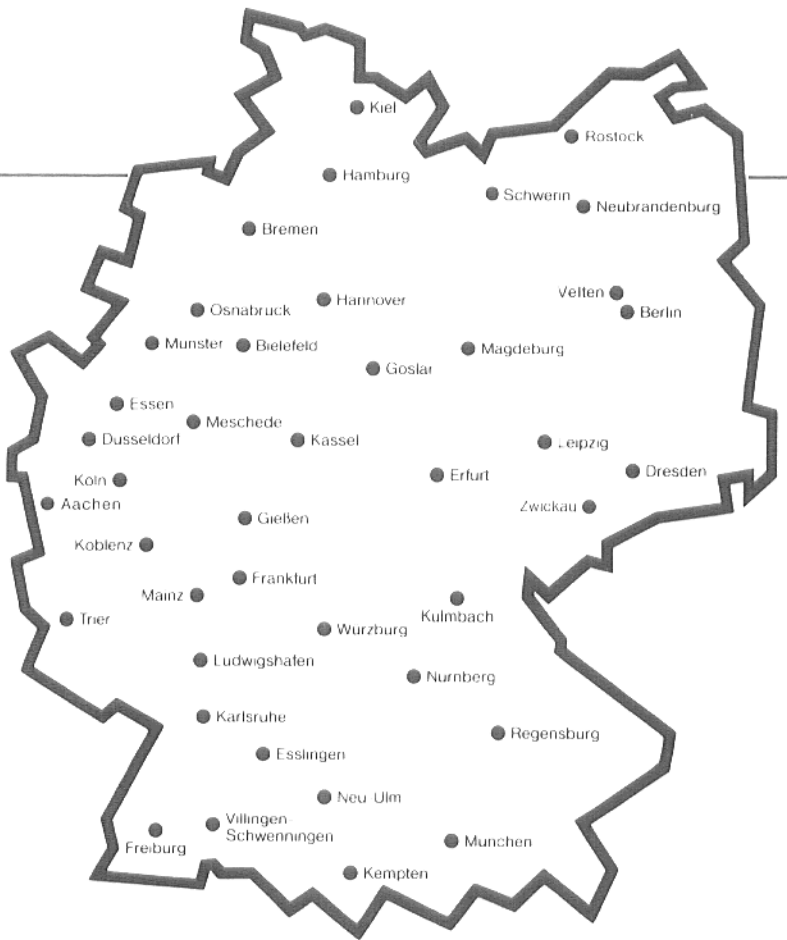 Kiel
Rostock
Hamburg
Schwerin
Neubrandenburg
Bremen
Velten
Hannover
Osnabruck
Berlin
Munster
Bielefeld
Magdeburg
Goslar
Essen
Meschede
Dusseldorf
Kassel
Leipzig
Dresden
Erfurt
Koln
Aachen
Zwickau
Gießen
Koblenz
Frankfurt
Mainz
Kulmbach
Trier
Wurzburg
Ludwigshafen
Nurnberg
Karlsruhe
Regensburg
Esslingen
Neu Ulm
Villingen-
Schwenningen
Freiburg
Munchen
Kempten